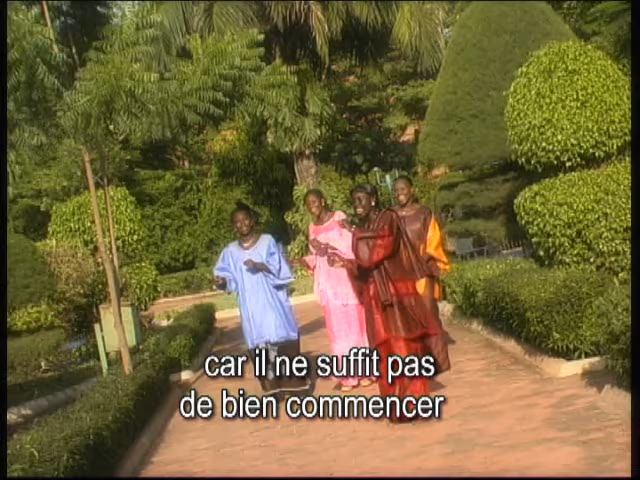 car il ne suffit pas
de bien commencer